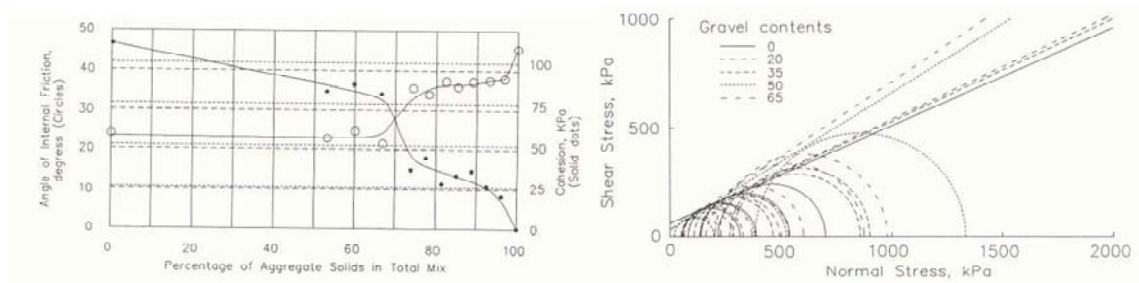 50
40
30
20
10
0
Angle of Internal Friction,
degress (Circles)
0 20 40 60 80 100
Percentage of Aggregate Solids in Total Mix
100
75
50
25
0
Cohesion, KPa
(Solid dots)
1000
500
0
Shear Stress, kPa
Gravel contents
0
20
35
50
65
0 500 1000 1500 2000
Normal Stress, kPa